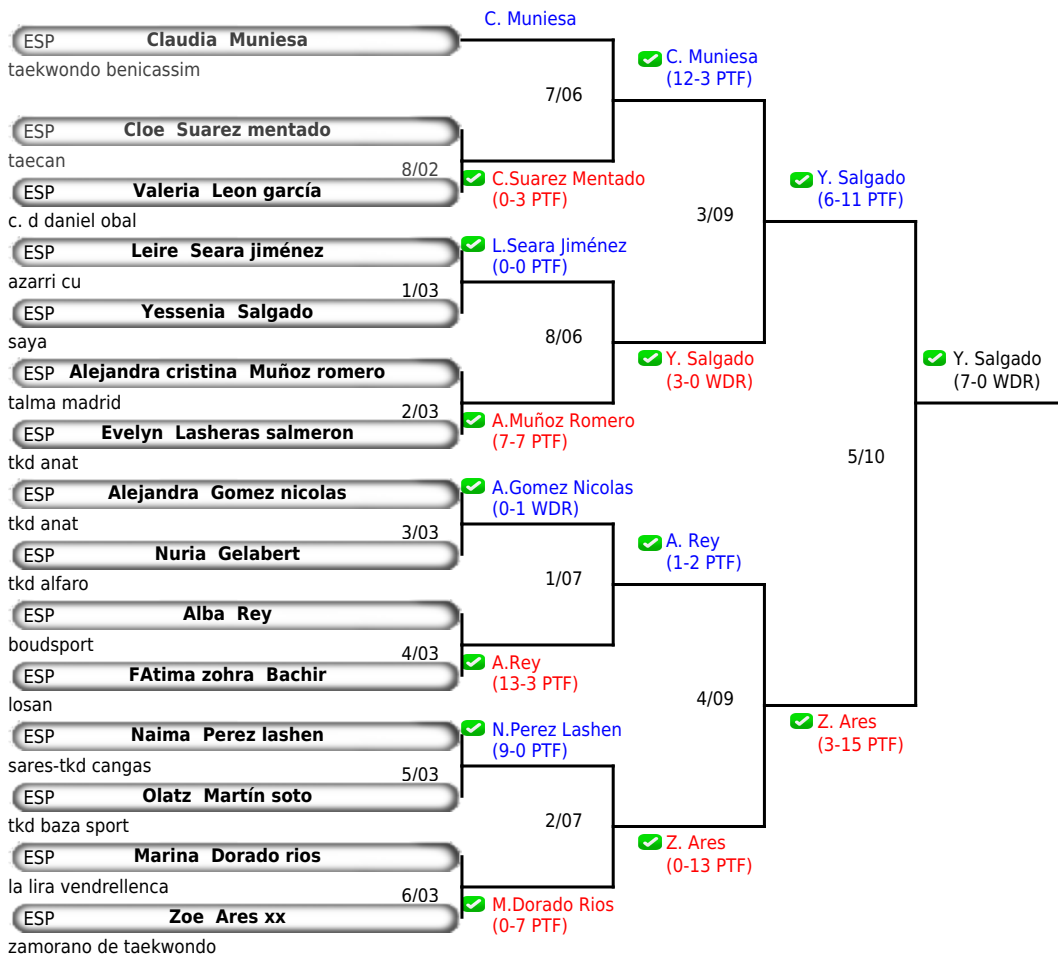 C. Muniesa
ESP Claudia Muniesa
taekwondo benicassim
C. Muniesa
(12-3 PTF)
7/06
ESP Cloe Suarez mentado
taecan
8/02
ESP Valeria Leon garcía
c. d daniel obal
C.Suarez Mentado
(0-3 PTF)
Y. Salgado
(6-11 PTF)
3/09
ESP Leire Seara jiménez
azarri cu
L.Seara Jiménez
(0-0 PTF)
1/03
ESP Yessenia Salgado
saya
8/06
Y. Salgado
(3-0 WDR)
Y. Salgado
(7-0 WDR)
ESP Alejandra cristina Muñoz romero
talma madrid
2/03
ESP Evelyn Lasheras salmeron
tkd anat
A.Muñoz Romero
(7-7 PTF)
5/10
ESP Alejandra Gomez nicolas
tkd anat
A.Gomez Nicolas
(0-1 WDR)
3/03
ESP Nuria Gelabert
tkd alfaro
A. Rey
(1-2 PTF)
1/07
ESP Alba Rey
boudsport
4/03
ESP FAtima zohra Bachir
losan
A.Rey
(13-3 PTF)
4/09
ESP Naima Perez lashen
sares-tkd cangas
N.Perez Lashen
(9-0 PTF)
Z. Ares
(3-15 PTF)
5/03
ESP Olatz Martín soto
tkd baza sport
2/07
Z. Ares
(0-13 PTF)
ESP Marina Dorado rios
la lira vendrellenca
6/03
ESP Zoe Ares xx
zamorano de taekwondo
M.Dorado Rios
(0-7 PTF)